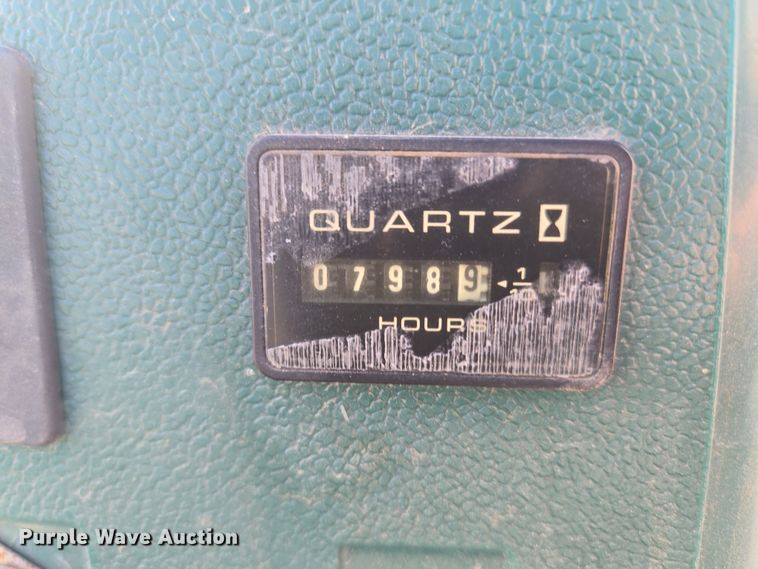 QUARTZ
07989 ◄ 1/10
HOURS
Purple Wave Auction